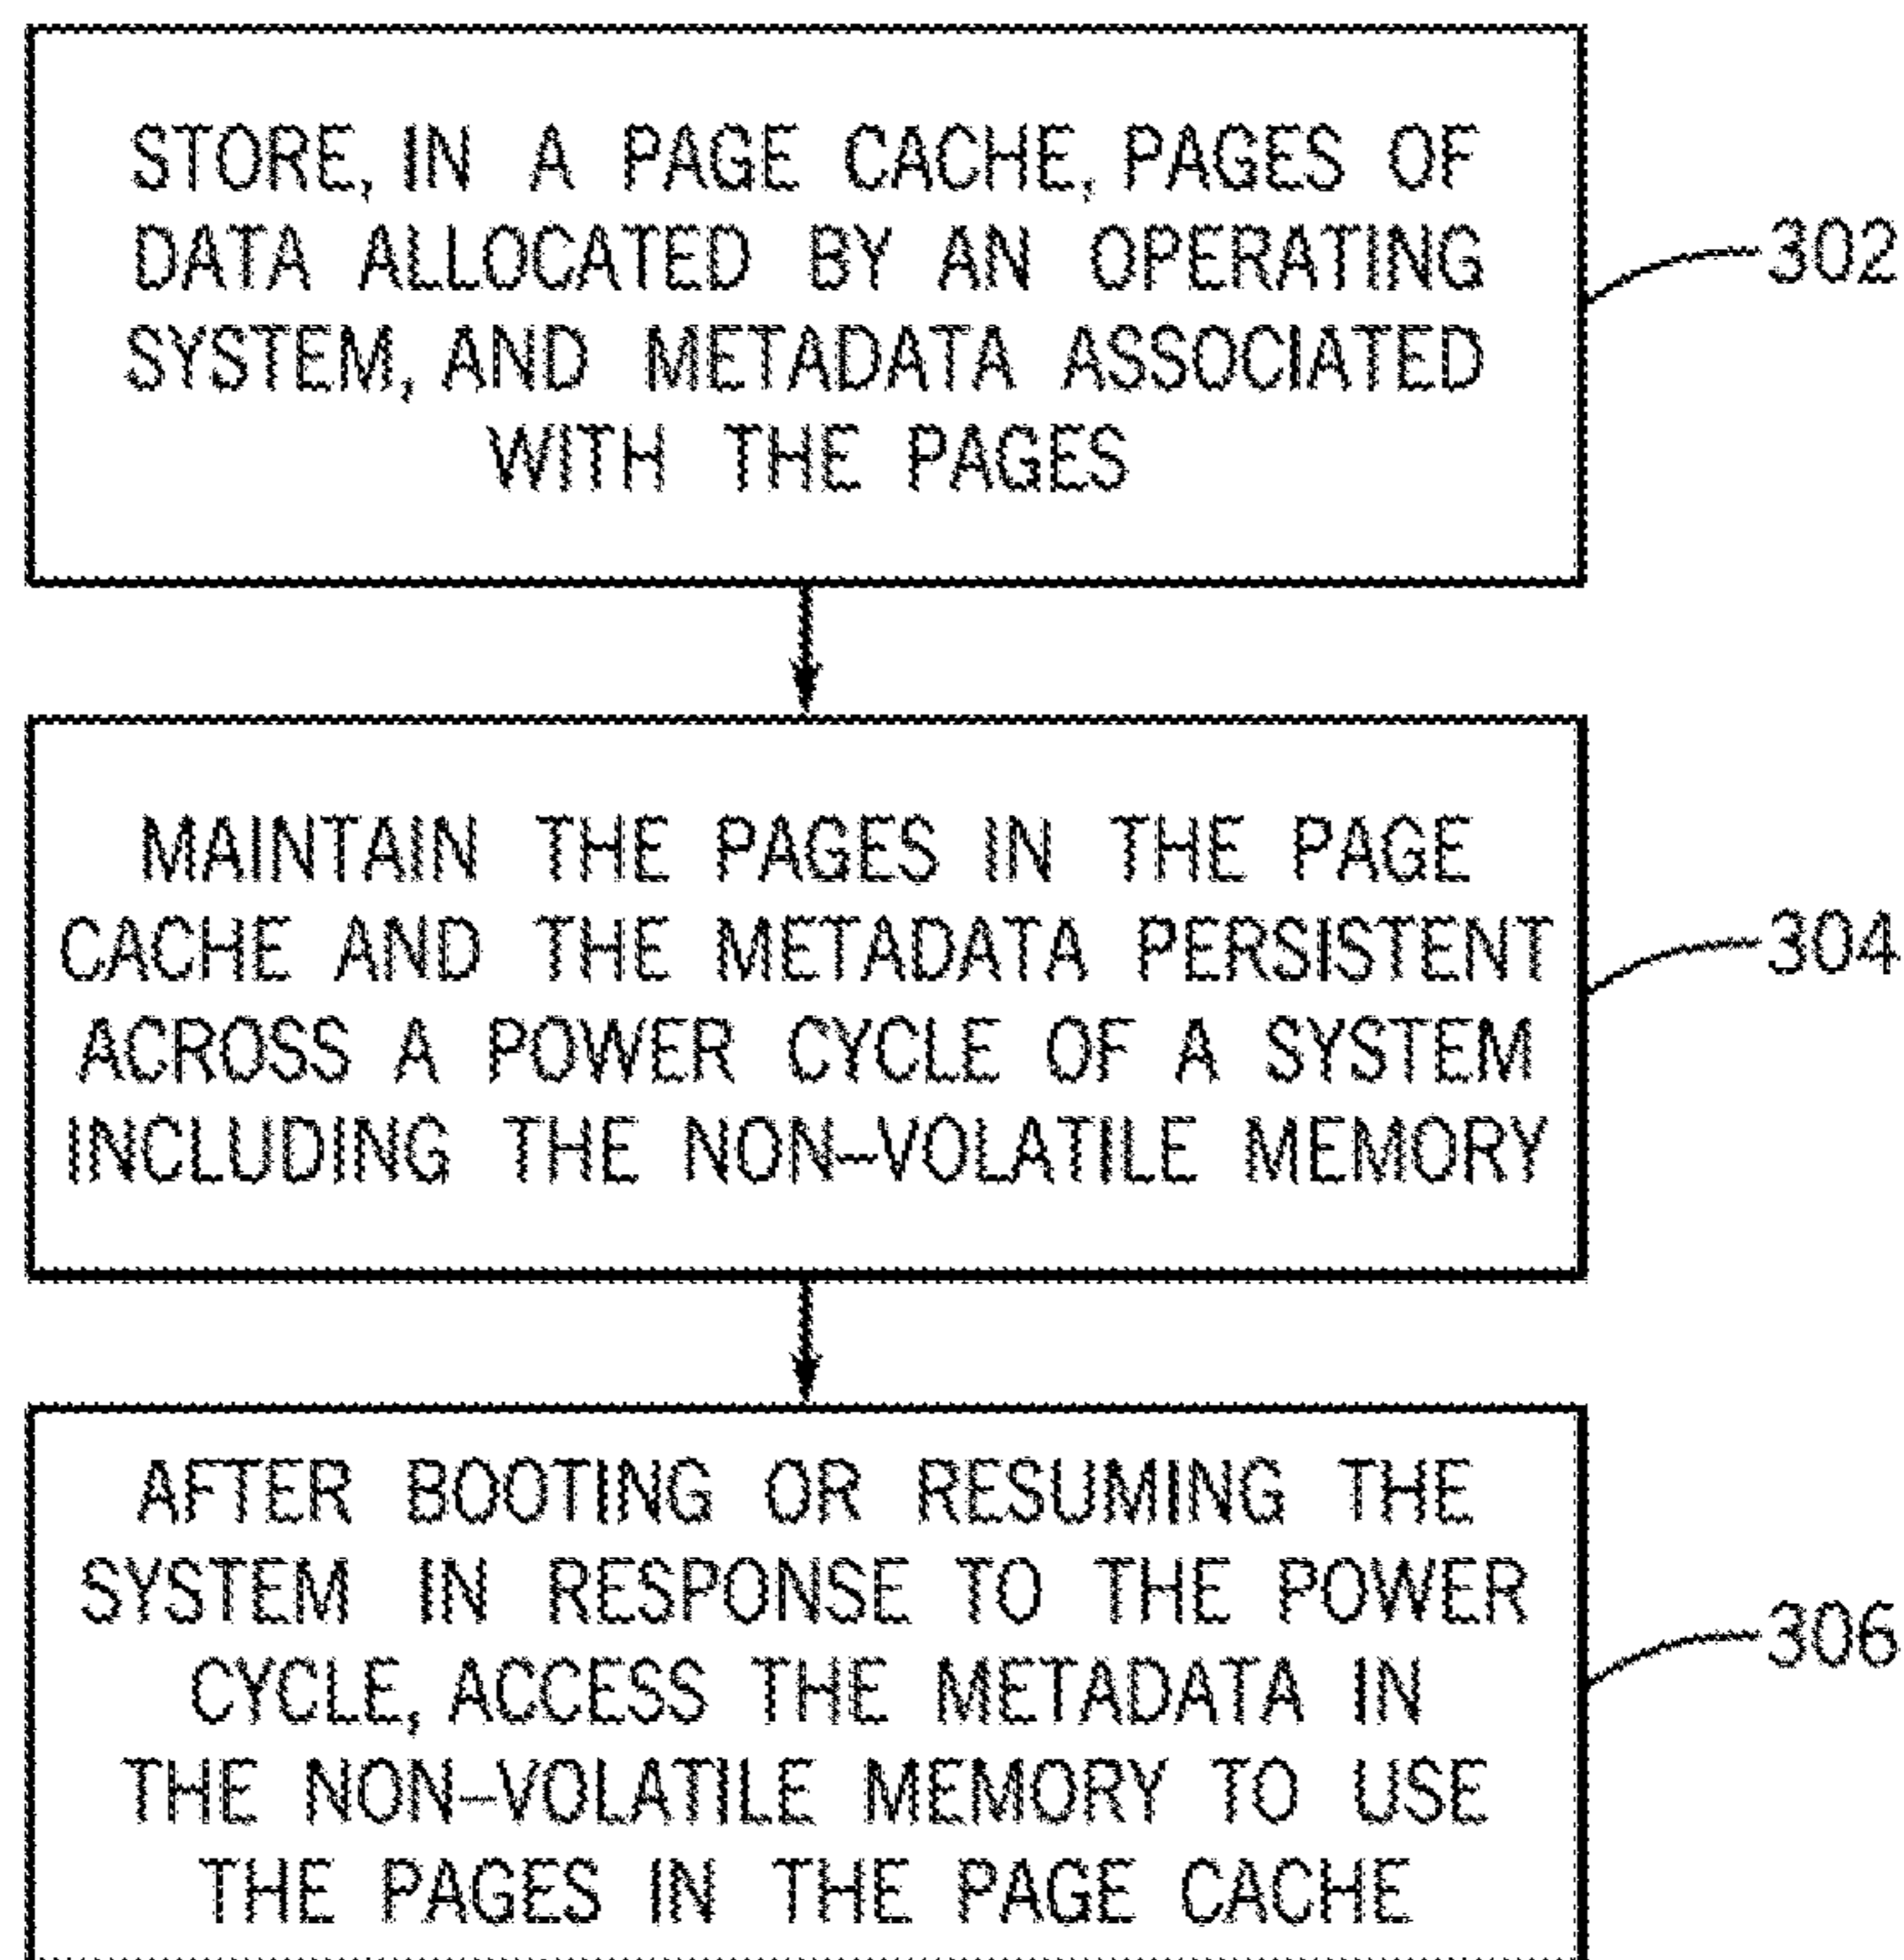 STORE, IN A PAGE CACHE, PAGES OF
DATA ALLOCATED BY AN OPERATING
SYSTEM, AND METADATA ASSOCIATED
WITH THE PAGES
302
MAINTAIN THE PAGES IN THE PAGE
CACHE AND THE METADATA PERSISTENT
ACROSS A POWER CYCLE OF A SYSTEM
INCLUDING THE NON-VOLATILE MEMORY
304
AFTER BOOTING OR RESUMING THE
SYSTEM IN RESPONSE TO THE POWER
CYCLE, ACCESS THE METADATA IN
THE NON-VOLATILE MEMORY TO USE
THE PAGES IN THE PAGE CACHE
306